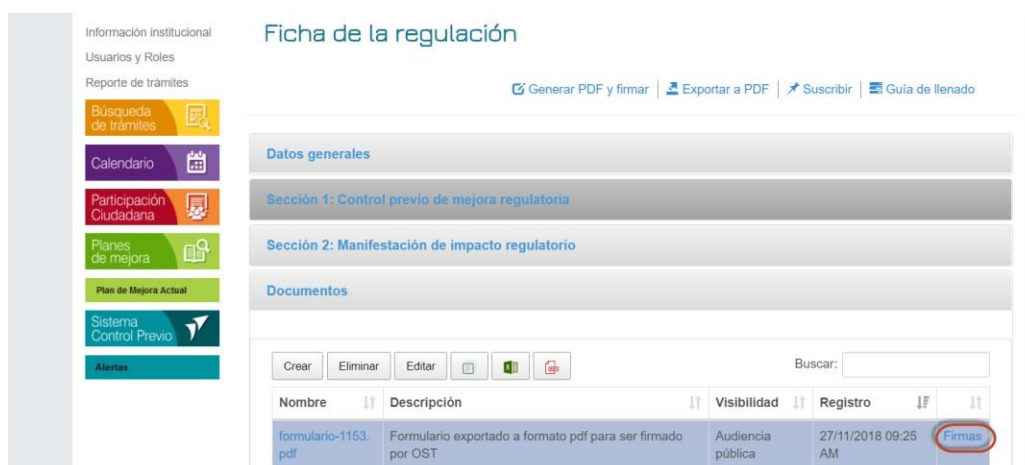 Información institucional
Usuarios y Roles
Reporte de trámites
Búsqueda
de trámites
Calendario
Participación
Ciudadana
Planes
de mejora
Plan de Mejora Actual
Sistema
Control Previo
Alertas
Ficha de la regulación
Generar PDF y firmar | Exportar a PDF | Suscribir | Guía de llenado
Datos generales
Sección 1: Control previo de mejora regulatoria
Sección 2: Manifestación de impacto regulatorio
Documentos
Crear Eliminar Editar Buscar:
Nombre Descripción Visibilidad Registro
formulario-1153. Formulario exportado a formato pdf para ser firmado Audiencia 27/11/2018 09:25 Firmas
pdf por OST pública AM